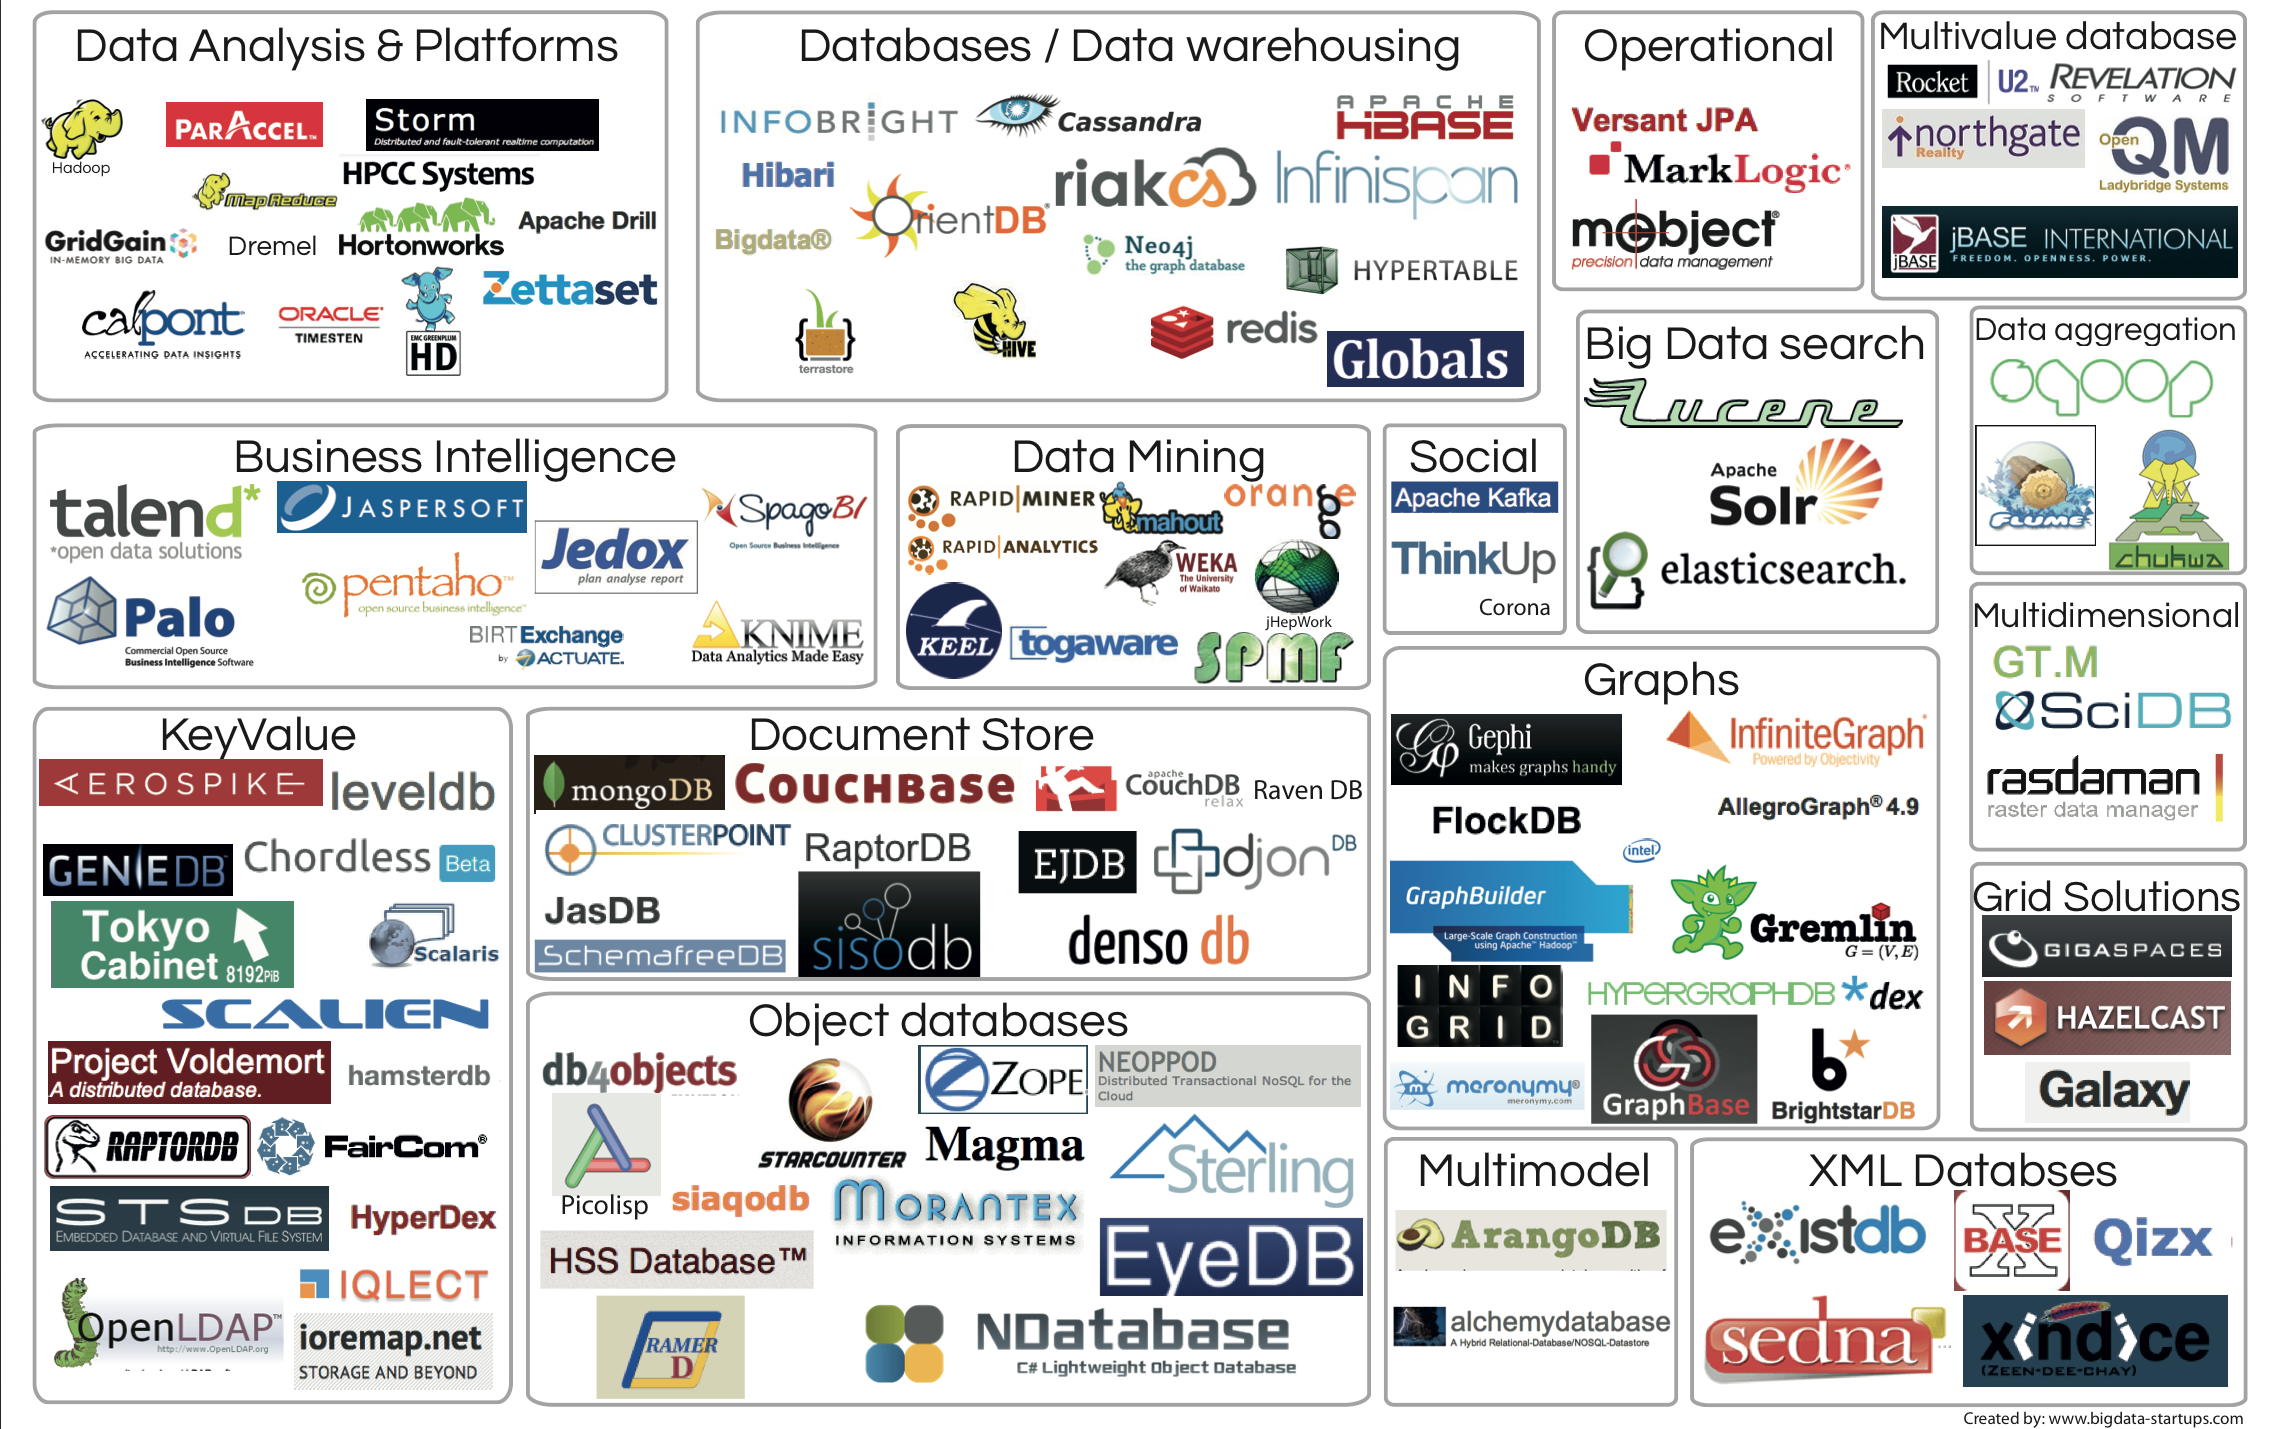 Data Analysis & Platforms
Hadoop
PARACCEL™
Storm
Distributed and fault-tolerant realtime computation
HPCC Systems
MapReduce
Apache Drill
GridGain
IN-MEMORY BIG DATA
Dremel
Hortonworks
Zettaset
calpont
ACCELERATING DATA INSIGHTS
ORACLE®
TIMESTEN
EMC GREENPLUM
HD
Databases / Data warehousing
INFOBRIGHT
Cassandra
APACHE
HBASE
Hibari
OrientDB®
riakcs
Infinispan
Bigdata®
Neo4j
the graph database
HYPERTABLE
terrastore
HIVE
redis
Globals
Operational
Versant JPA
MarkLogic®
mobject®
precision data management
Multivalue database
Rocket
U2™
REVELATION
SOFTWARE
northgate
Reality
Open
QM
Ladybridge Systems
jBASE
jBASE INTERNATIONAL
FREEDOM. OPENNESS. POWER.
Business Intelligence
talend*
*open data solutions
JASPERSOFT
SpagoBI
Open Source Business Intelligence
Jedox
plan analyse report
pentaho™
open source business intelligence™
Palo
Commercial Open Source
Business Intelligence Software
BIRT Exchange
by ACTUATE.
KNIME
Data Analytics Made Easy
Data Mining
RAPID|MINER
mahout
orange
RAPID|ANALYTICS
WEKA
The University
of Waikato
jHepWork
KEEL
togaware
SPMF
Social
Apache Kafka
ThinkUp
Corona
Big Data search
Lucene
Apache
Solr
elasticsearch.
Data aggregation
sqoop
FLUME
chukwa
Multidimensional
GT.M
SciDB
rasdaman
raster data manager
KeyValue
AEROSPIKE
leveldb
GENIEDB
Chordless Beta
Tokyo
Cabinet 8192PiB
Scalaris
SCALIEN
Project Voldemort
A distributed database.
hamsterdb
RAPTORDB
FairCom®
STSDB
EMBEDDED DATABASE AND VIRTUAL FILE SYSTEM
HyperDex
IQLECT
OpenLDAP™
http://www.OpenLDAP.org
ioremap.net
STORAGE AND BEYOND
Document Store
mongoDB
COUCHBASE
apache
CouchDB
relax
Raven DB
CLUSTERPOINT
RaptorDB
EJDB
djonDB
JasDB
SchemafreeDB
sisodb
denso db
Object databases
db4objects
STARCOUNTER
ZOPE
NEOPPOD
Distributed Transactional NoSQL for the
Cloud
Picolisp
Magma
Sterling
siaqodb
MORANTEX
INFORMATION SYSTEMS
HSS Database™
EyeDB
RAMER
D
NDatabase
C# Lightweight Object Database
Graphs
Gephi
makes graphs handy
InfiniteGraph®
Powered by Objectivity
FlockDB
AllegroGraph® 4.9
intel
GraphBuilder
Large-Scale Graph Construction
using Apache™ Hadoop™
Gremlin
G = (V, E)
INFO
GRID
HYPERGRAPHDB
*dex
meronymy®
meronymy.com
GraphBase
b
BrightstarDB
Grid Solutions
GIGASPACES
HAZELCAST
Galaxy
Multimodel
ArangoDB
alchemydatabase
A Hybrid Relational-Database/NOSQL-Datastore
XML Databses
existdb
X
BASE
Qizx
sedna
xindice
(ZEEN-DEE-CHAY)
Created by: www.bigdata-startups.com